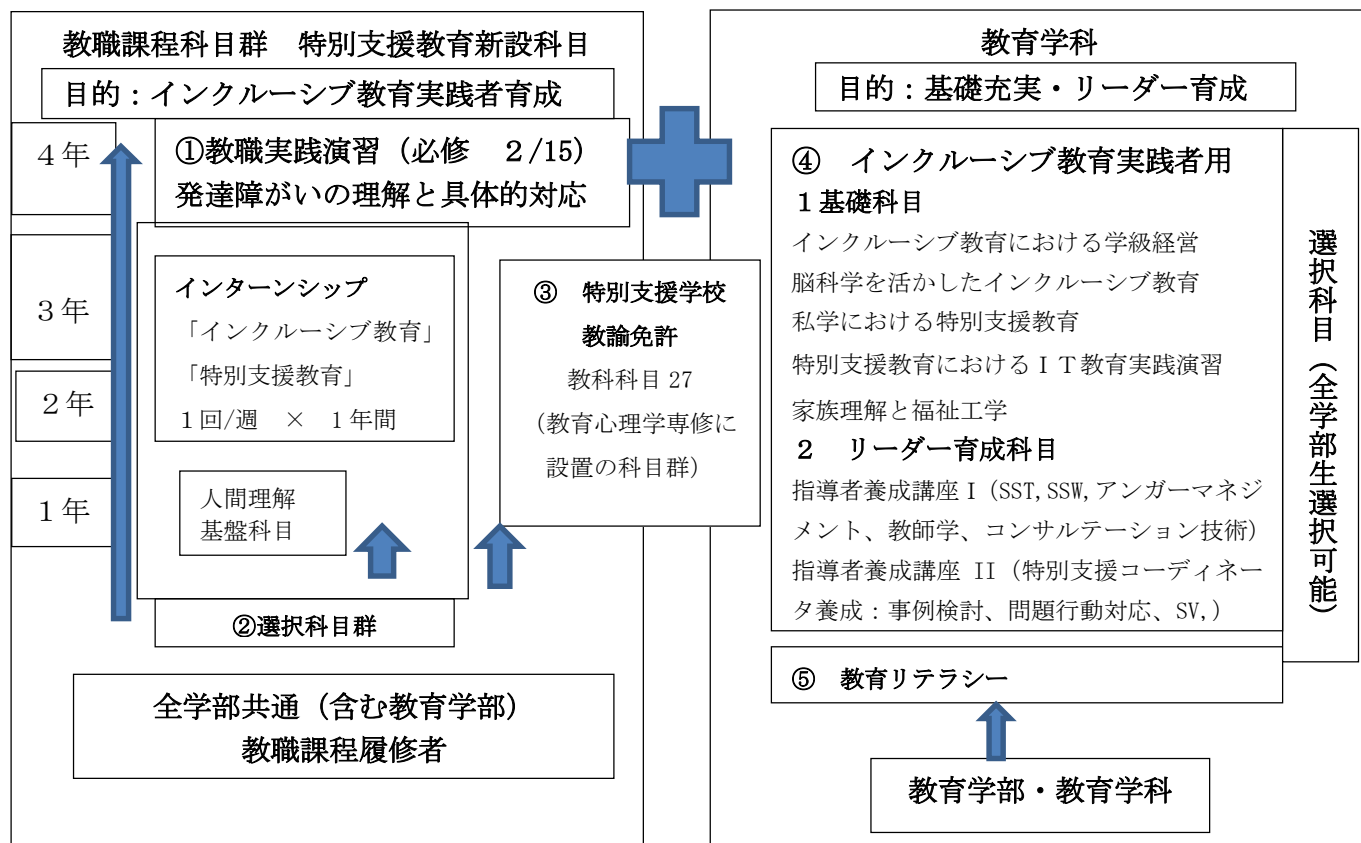 教職課程科目群　特別支援教育新設科目
目的：インクルーシブ教育実践者育成
４年
３年
２年
１年
①教職実践演習（必修　２/15）
発達障がいの理解と具体的対応
インターンシップ
「インクルーシブ教育」
「特別支援教育」
１回/週　×　１年間
人間理解
基盤科目
②選択科目群
③　特別支援学校
教諭免許
教科科目 27
（教育心理学専修に
設置の科目群）
全学部共通（含む教育学部）
教職課程履修者
教育学科
目的：基礎充実・リーダー育成
④　インクルーシブ教育実践者用
１基礎科目
インクルーシブ教育における学級経営
脳科学を活かしたインクルーシブ教育
私学における特別支援教育
特別支援教育におけるＩＴ教育実践演習
家族理解と福祉工学
２　リーダー育成科目
指導者養成講座 I（SST,SSW,アンガーマネジ
メント、教師学、コンサルテーション技術）
指導者養成講座 II（特別支援コーディネー
タ養成：事例検討、問題行動対応、SV,）
選択科目（全学部生選択可能）
⑤　教育リテラシー
教育学部・教育学科